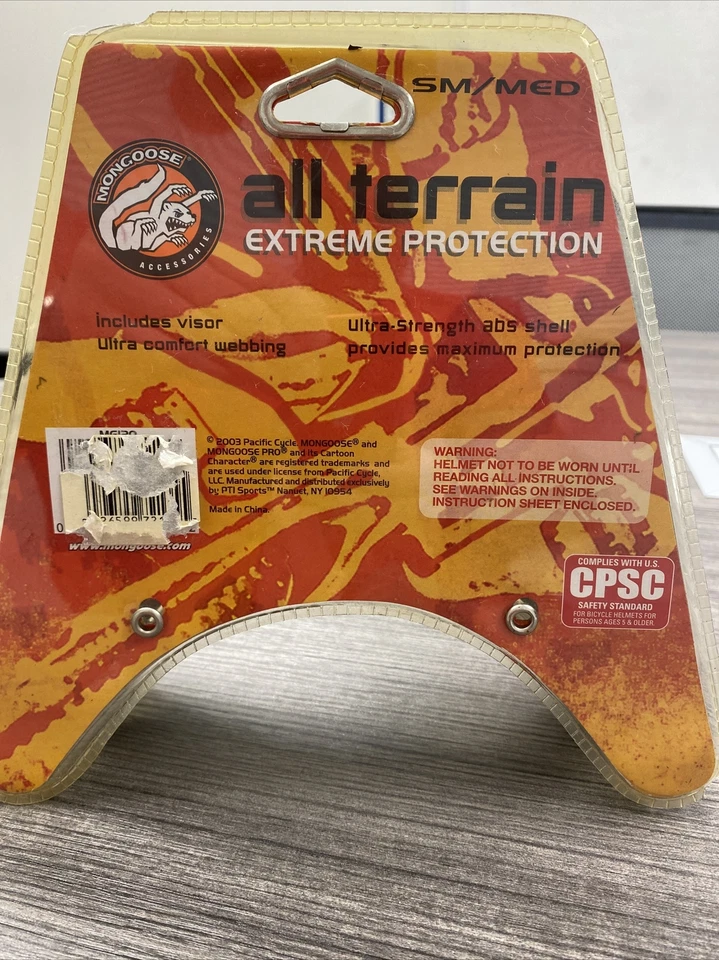 SM/MED
MONGOOSE®
ACCESSORIES
all terrain
EXTREME PROTECTION
includes visor
Ultra comfort webbing
Ultra-Strength abs shell
provides maximum protection
© 2003 Pacific Cycle. MONGOOSE® and
MONGOOSE PRO® and its Cartoon
Character® are registered trademarks and
are used under license from Pacific Cycle,
LLC. Manufactured and distributed exclusively
by PTI Sports™ Nanuet, NY 10954
Made in China.
www.mongoose.com
WARNING:
HELMET NOT TO BE WORN UNTIL
READING ALL INSTRUCTIONS.
SEE WARNINGS ON INSIDE.
INSTRUCTION SHEET ENCLOSED.
COMPLIES WITH U.S.
CPSC
SAFETY STANDARD
FOR BICYCLE HELMETS FOR
PERSONS AGES 5 & OLDER